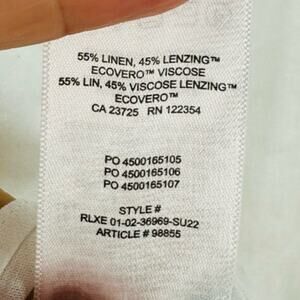 55% LINEN, 45% LENZING™
ECOVERO™ VISCOSE
55% LIN, 45% VISCOSE LENZING™
ECOVERO™
CA 23725 RN 122354
PO 4500165105
PO 4500165106
PO 4500165107
STYLE #
RLXE 01-02-36969-SU22
ARTICLE # 98855